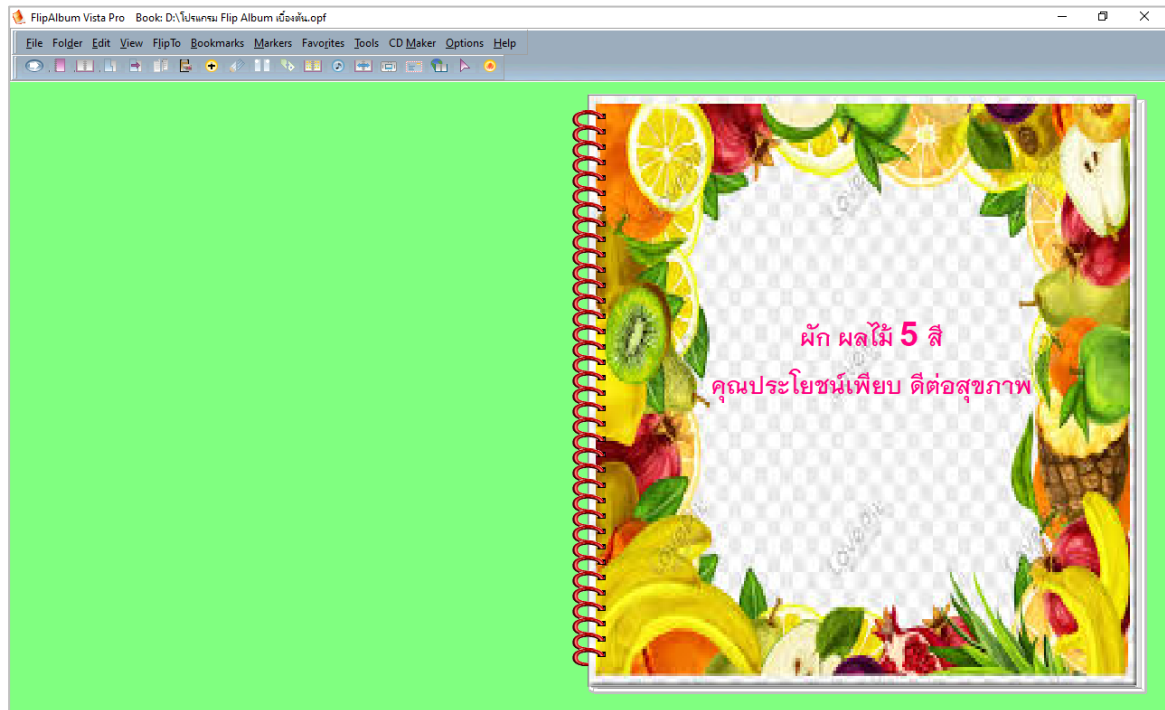 FlipAlbum Vista Pro Book: D:\โปรแกรม Flip Album เบื้องต้น.opf
File Folder Edit View FlipTo Bookmarks Markers Favorites Tools CD Maker Options Help
ผัก ผลไม้ 5 สี
คุณประโยชน์เพียบ ดีต่อสุขภาพ